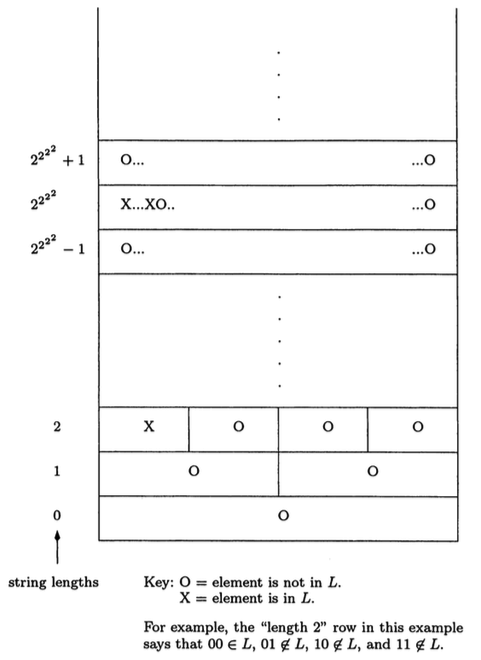 2^{2^{2^2}} + 1 O... ...O
2^{2^{2^2}} X...XO.. ...O
2^{2^{2^2}} − 1 O... ...O
2 X O O O
1 O O
0 O
string lengths
Key: O = element is not in L.
X = element is in L.
For example, the “length 2” row in this example
says that 00 ∈ L, 01 ∉ L, 10 ∉ L, and 11 ∉ L.